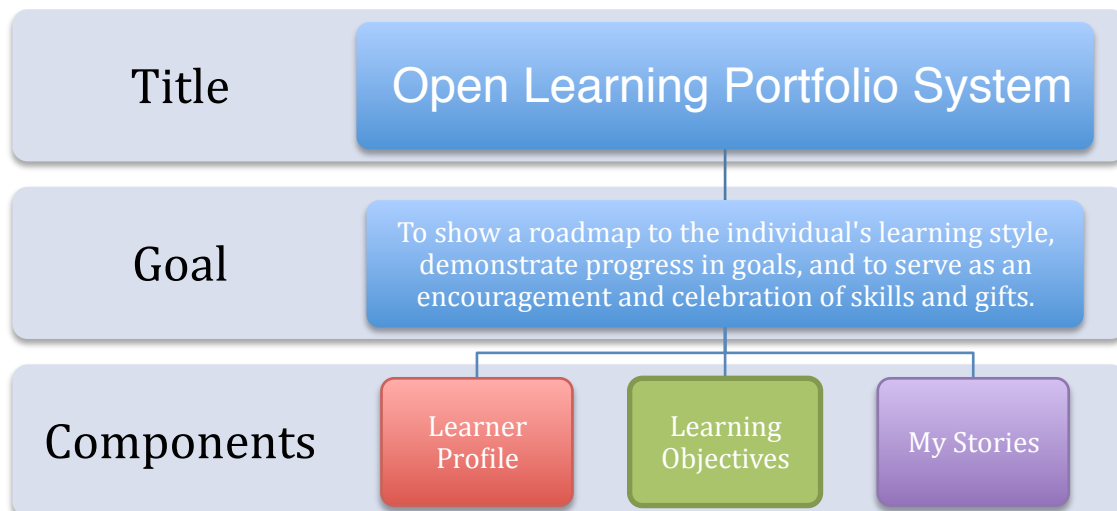 Title
Open Learning Portfolio System
Goal
To show a roadmap to the individual's learning style,
demonstrate progress in goals, and to serve as an
encouragement and celebration of skills and gifts.
Components
Learner
Profile
Learning
Objectives
My Stories